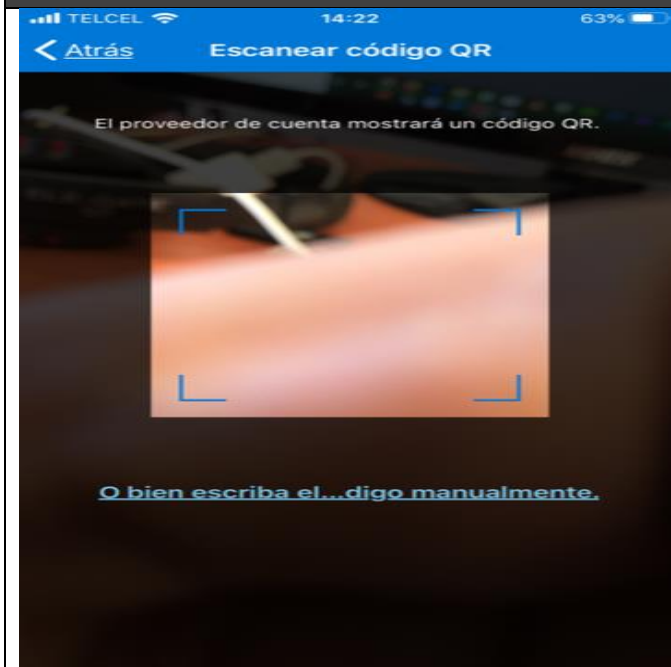 TELCEL 14:22 63%
Atrás Escanear código QR
El proveedor de cuenta mostrará un código QR.
O bien escriba el...digo manualmente.